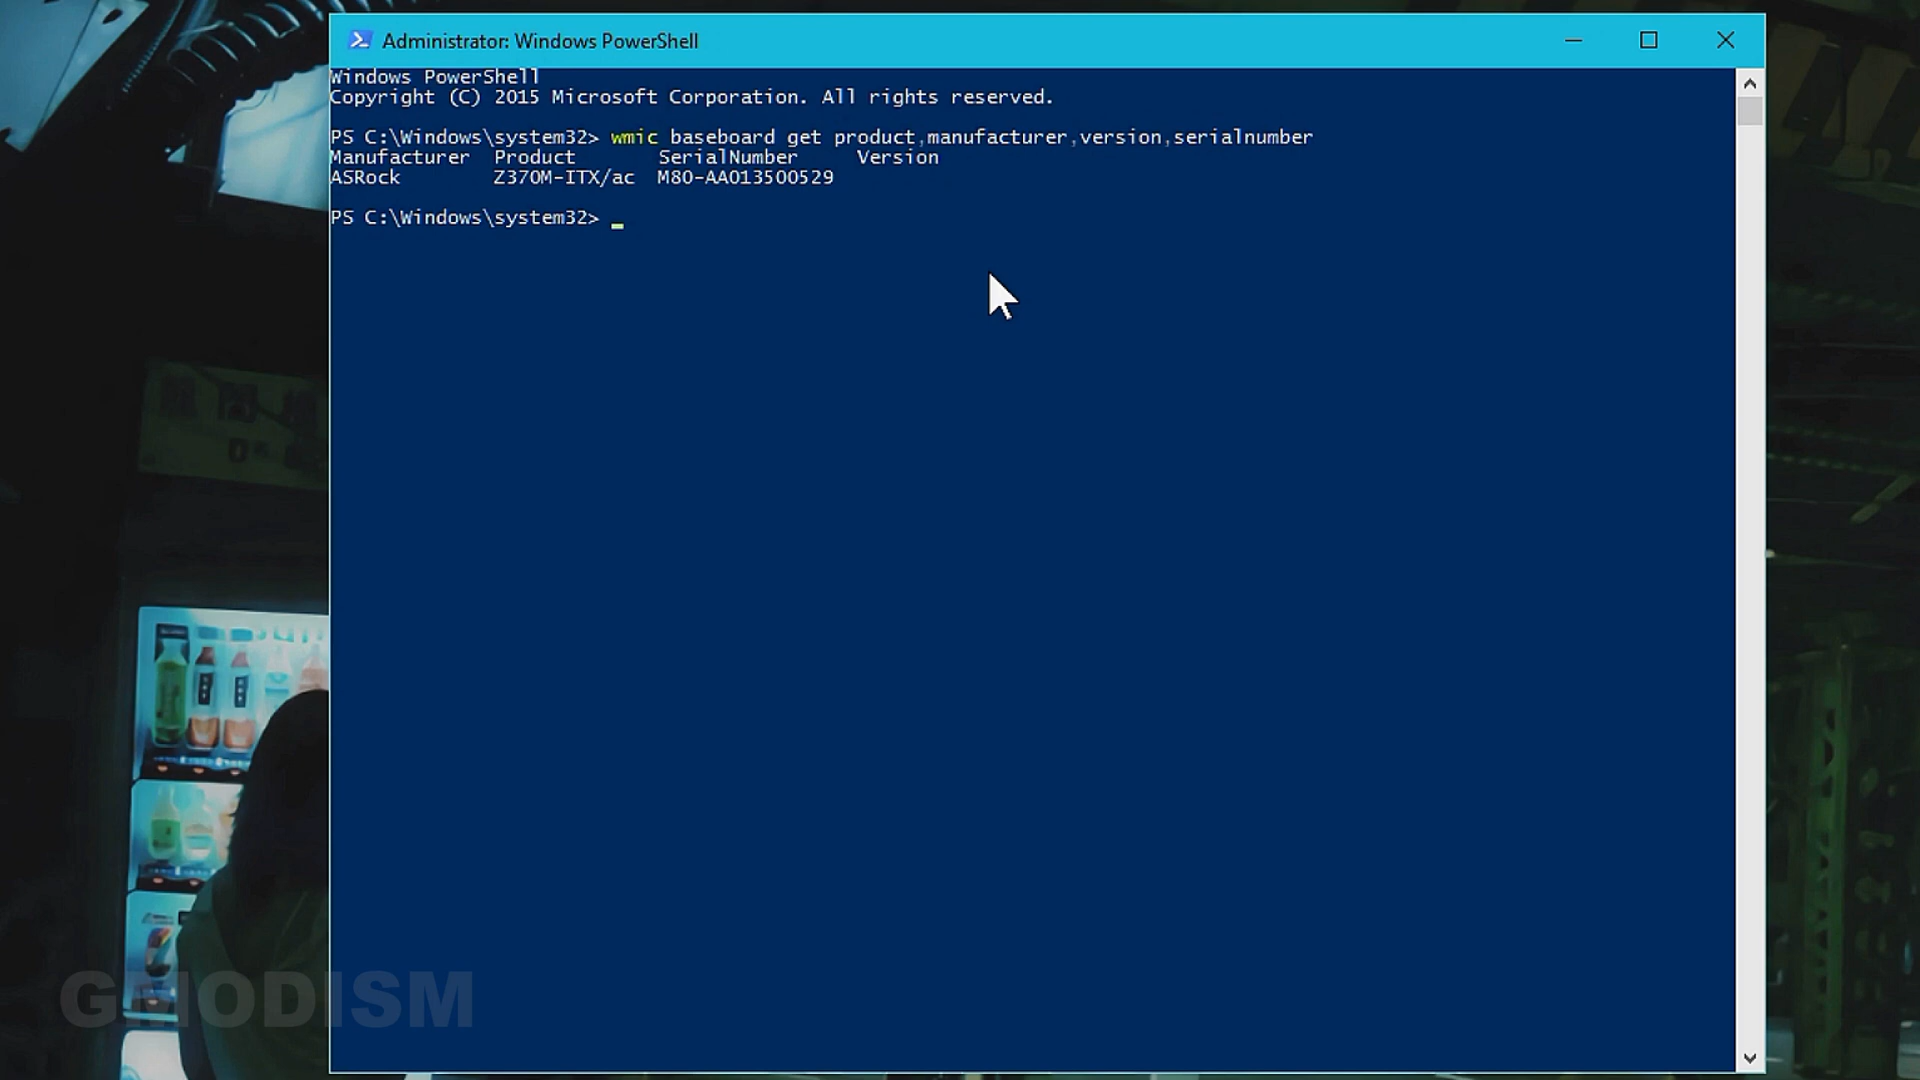 Administrator: Windows PowerShell
Windows PowerShell
Copyright (C) 2015 Microsoft Corporation. All rights reserved.
PS C:\Windows\system32> wmic baseboard get product,manufacturer,version,serialnumber
Manufacturer  Product       SerialNumber     Version
ASRock        Z370M-ITX/ac  M80-AA013500529
PS C:\Windows\system32>
GMODISM